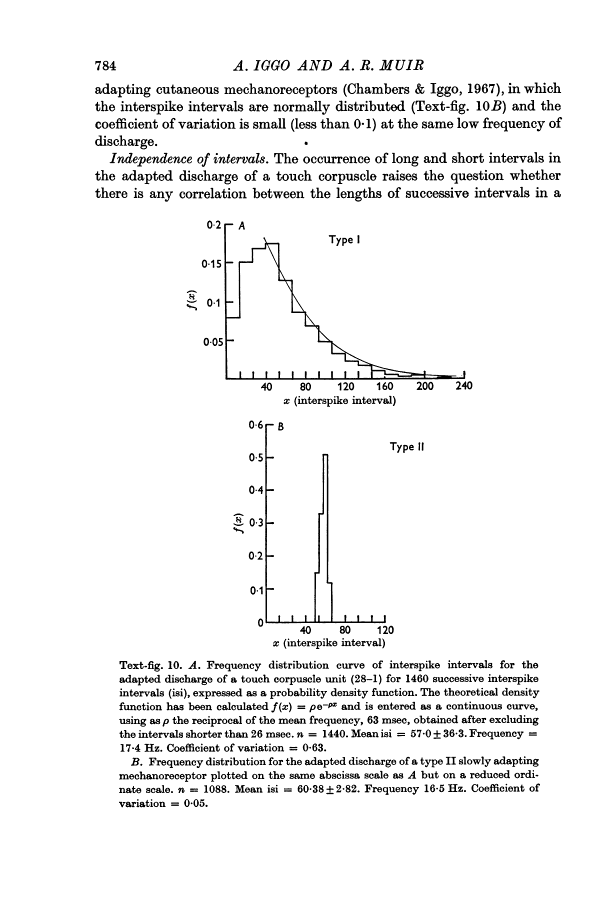 784 A. IGGO AND A. R. MUIR
adapting cutaneous mechanoreceptors (Chambers & Iggo, 1967), in which
the interspike intervals are normally distributed (Text-fig. 10B) and the
coefficient of variation is small (less than 0·1) at the same low frequency of
discharge.
Independence of intervals. The occurrence of long and short intervals in
the adapted discharge of a touch corpuscle raises the question whether
there is any correlation between the lengths of successive intervals in a
0·2 A
Type I
0·15
f(x)
0·1
0·05
40 80 120 160 200 240
x (interspike interval)
0·6 B
Type II
0·5
0·4
f(x)
0·3
0·2
0·1
0
40 80 120
x (interspike interval)
Text-fig. 10. A. Frequency distribution curve of interspike intervals for the
adapted discharge of a touch corpuscle unit (28–1) for 1460 successive interspike
intervals (isi), expressed as a probability density function. The theoretical density
function has been calculated f(x) = ρe⁻ᵖˣ and is entered as a continuous curve,
using as ρ the reciprocal of the mean frequency, 63 msec, obtained after excluding
the intervals shorter than 26 msec. n = 1440. Mean isi = 57·0 ± 36·3. Frequency =
17·4 Hz. Coefficient of variation = 0·63.
B. Frequency distribution for the adapted discharge of a type II slowly adapting
mechanoreceptor plotted on the same abscissa scale as A but on a reduced ordi-
nate scale. n = 1088. Mean isi = 60·38 ± 2·82. Frequency 16·5 Hz. Coefficient of
variation = 0·05.